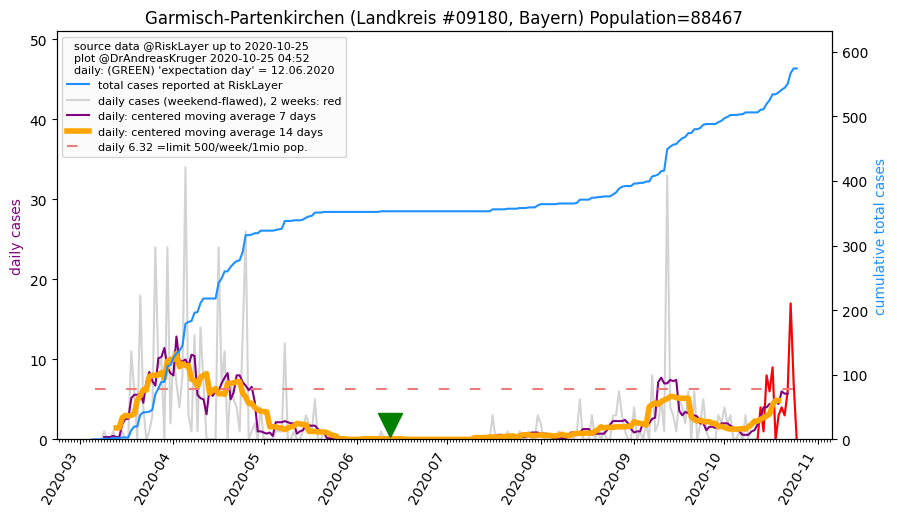 Garmisch-Partenkirchen (Landkreis #09180, Bayern) Population=88467
source data @RiskLayer up to 2020-10-25
plot @DrAndreasKruger 2020-10-25 04:52
daily: (GREEN) 'expectation day' = 12.06.2020
total cases reported at RiskLayer
daily cases (weekend-flawed), 2 weeks: red
daily: centered moving average 7 days
daily: centered moving average 14 days
daily 6.32 =limit 500/week/1mio pop.
daily cases
50
40
30
20
10
0
cumulative total cases
600
500
400
300
200
100
0
2020-03
2020-04
2020-05
2020-06
2020-07
2020-08
2020-09
2020-10
2020-11